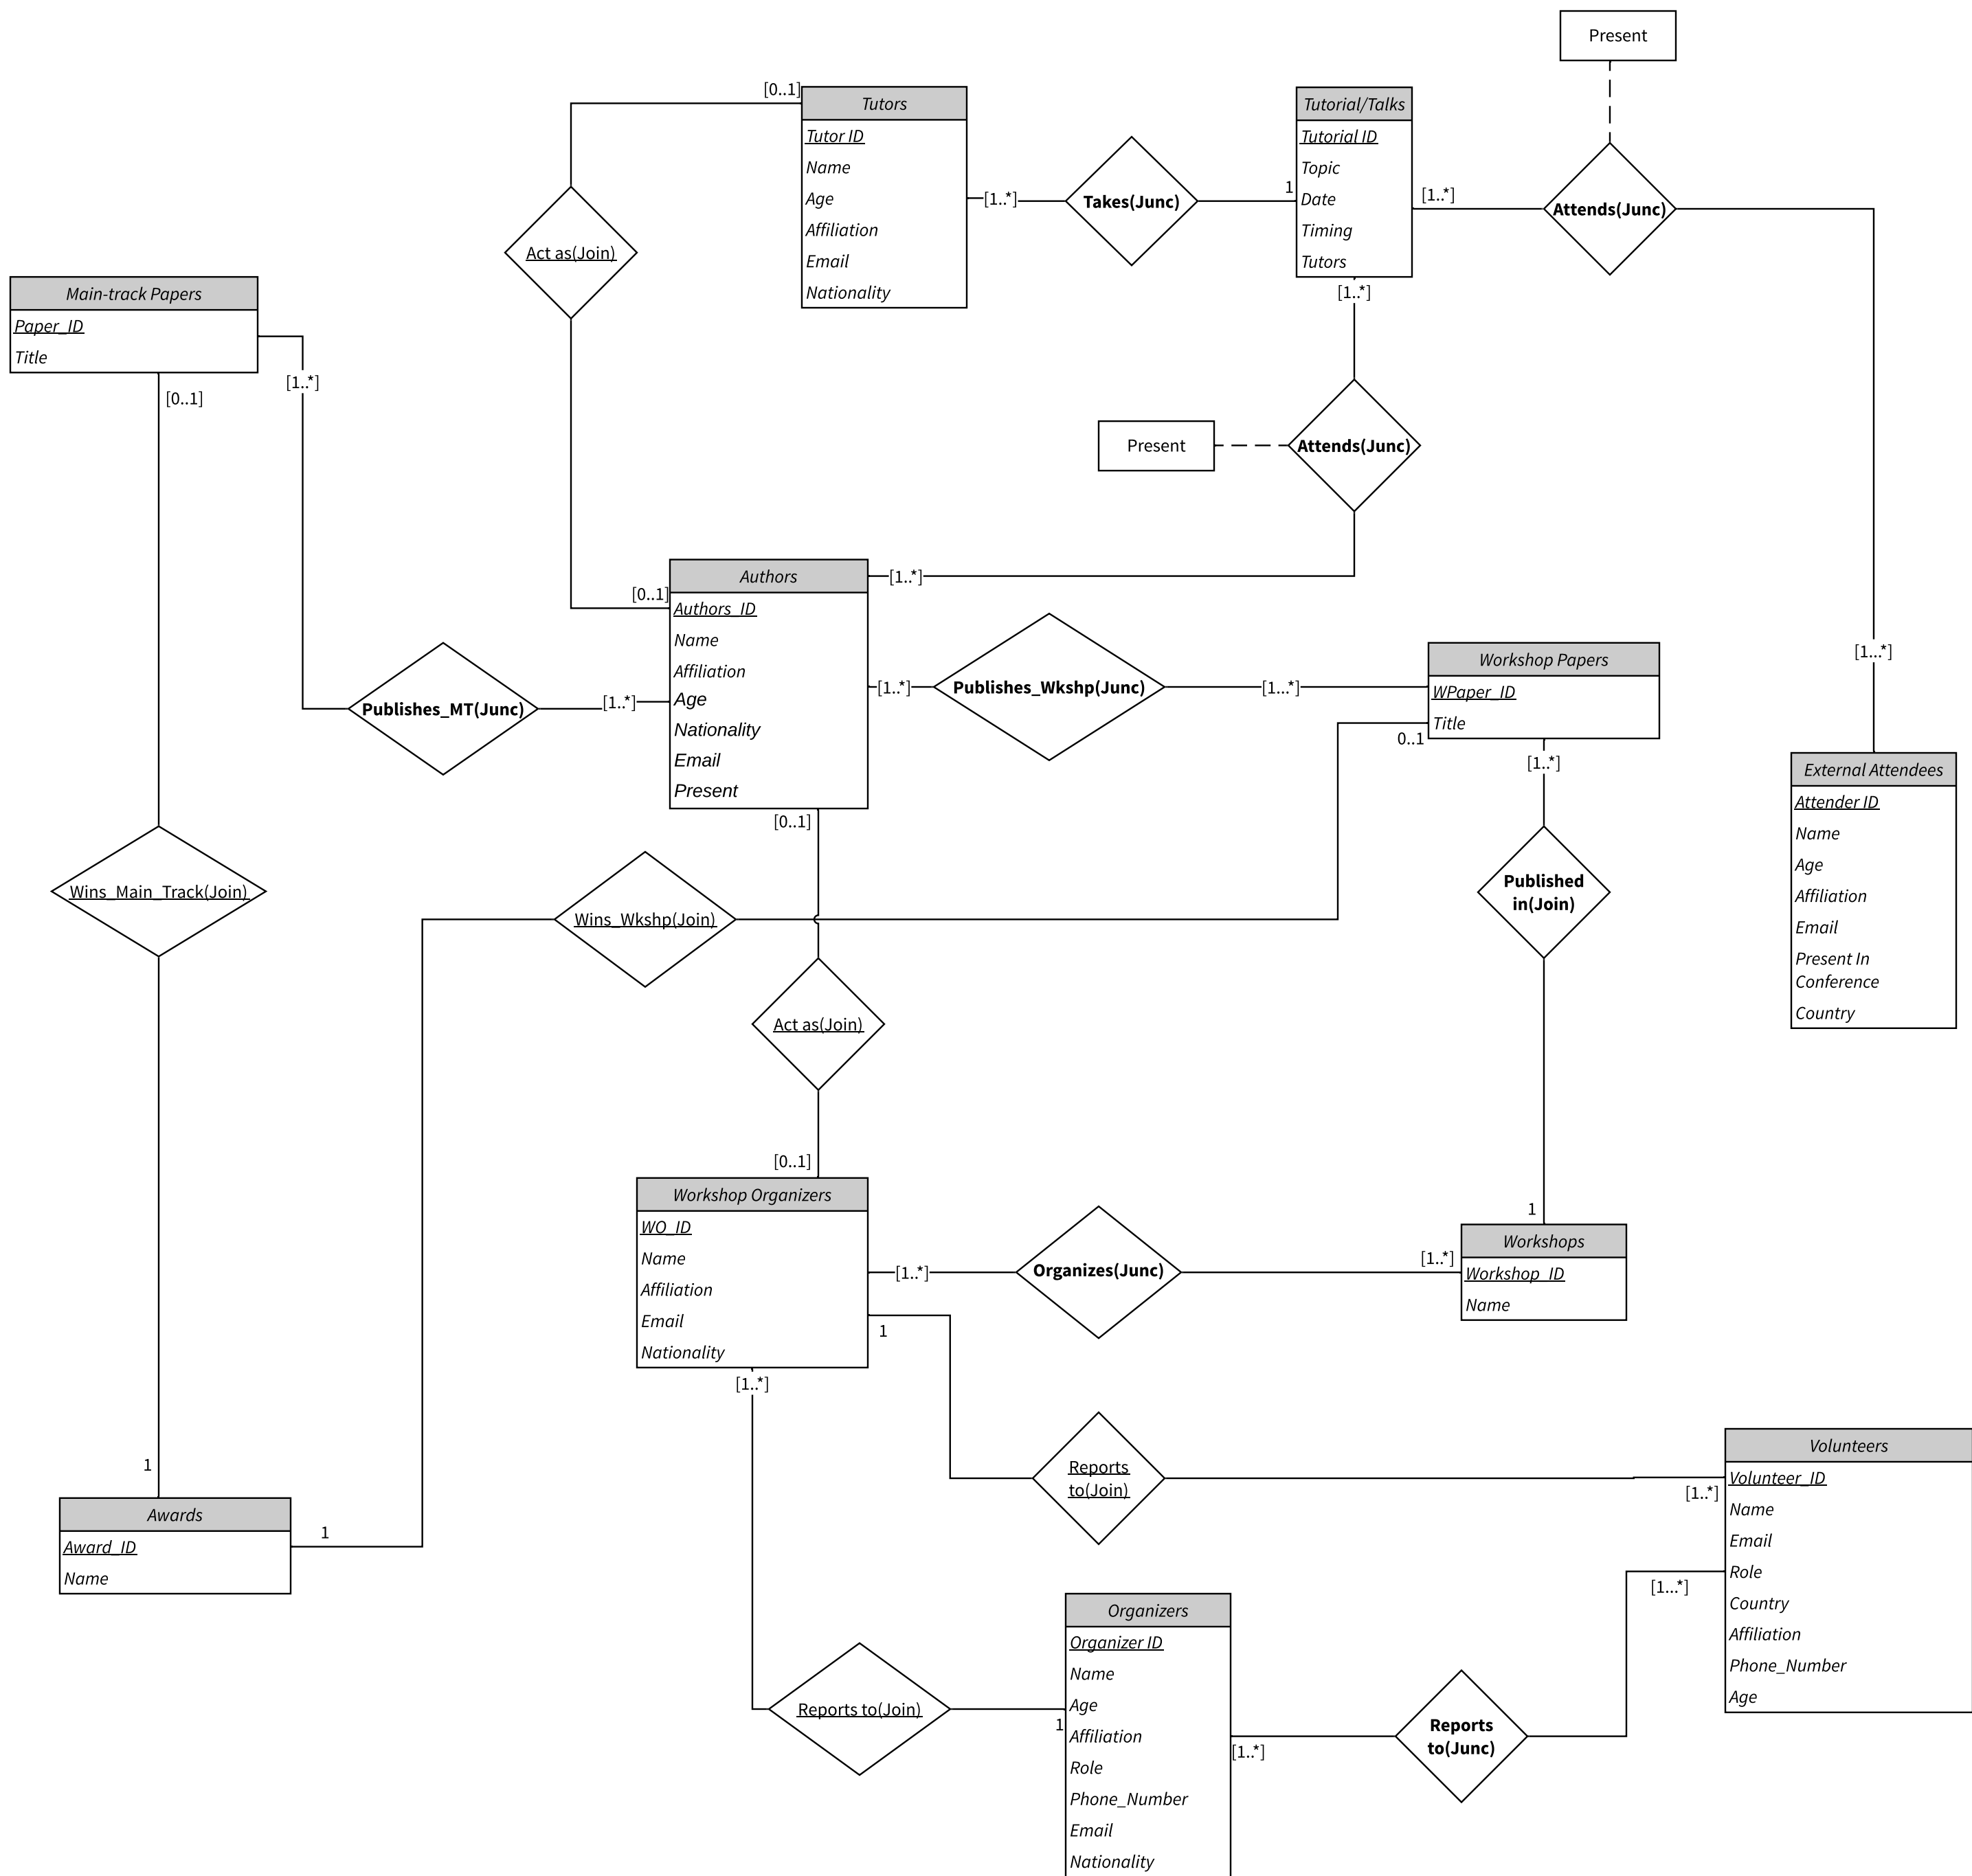 Present
[0..1]
Tutors
Tutor ID
Name
Age
Affiliation
Email
Nationality
[1..*]
Takes(Junc)
1
Tutorial/Talks
Tutorial ID
Topic
Date
Timing
Tutors
[1..*]
Attends(Junc)
[1..*]
Act as(Join)
Main-track Papers
Paper_ID
Title
[1..*]
[0..1]
Present
Attends(Junc)
[1..*]
[0..1]
Authors
Authors_ID
Name
Affiliation
Age
Nationality
Email
Present
[0..1]
Publishes_MT(Junc)
[1..*]
[1..*]
Publishes_Wkshp(Junc)
[1...*]
Workshop Papers
WPaper_ID
Title
0..1
[1..*]
[1...*]
External Attendees
Attender ID
Name
Age
Affiliation
Email
Present In
Conference
Country
Wins_Main_Track(Join)
Wins_Wkshp(Join)
Published
in(Join)
Act as(Join)
[0..1]
Workshop Organizers
WO_ID
Name
Affiliation
Email
Nationality
[1..*]
Organizes(Junc)
[1..*]
1
Workshops
Workshop_ID
Name
1
[1..*]
Reports
to(Join)
[1..*]
Volunteers
Volunteer_ID
Name
Email
Role
Country
Affiliation
Phone_Number
Age
1
Awards
Award_ID
Name
1
[1...*]
Organizers
Organizer ID
Name
Age
Affiliation
Role
Phone_Number
Email
Nationality
Reports to(Join)
1
[1..*]
Reports
to(Junc)